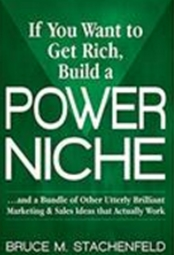 If You Want to
Get Rich,
Build a
POWER
NICHE
...and a Bundle of Other Utterly Brilliant
Marketing & Sales Ideas that Actually Work
BRUCE M. STACHENFELD